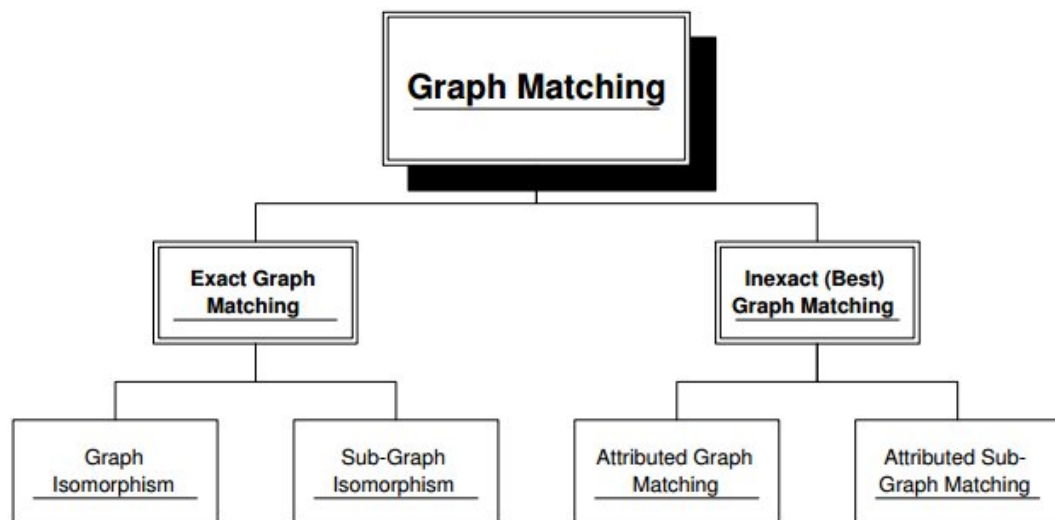 Graph Matching
Exact Graph
Matching
Inexact (Best)
Graph Matching
Graph
Isomorphism
Sub-Graph
Isomorphism
Attributed Graph
Matching
Attributed Sub-
Graph Matching